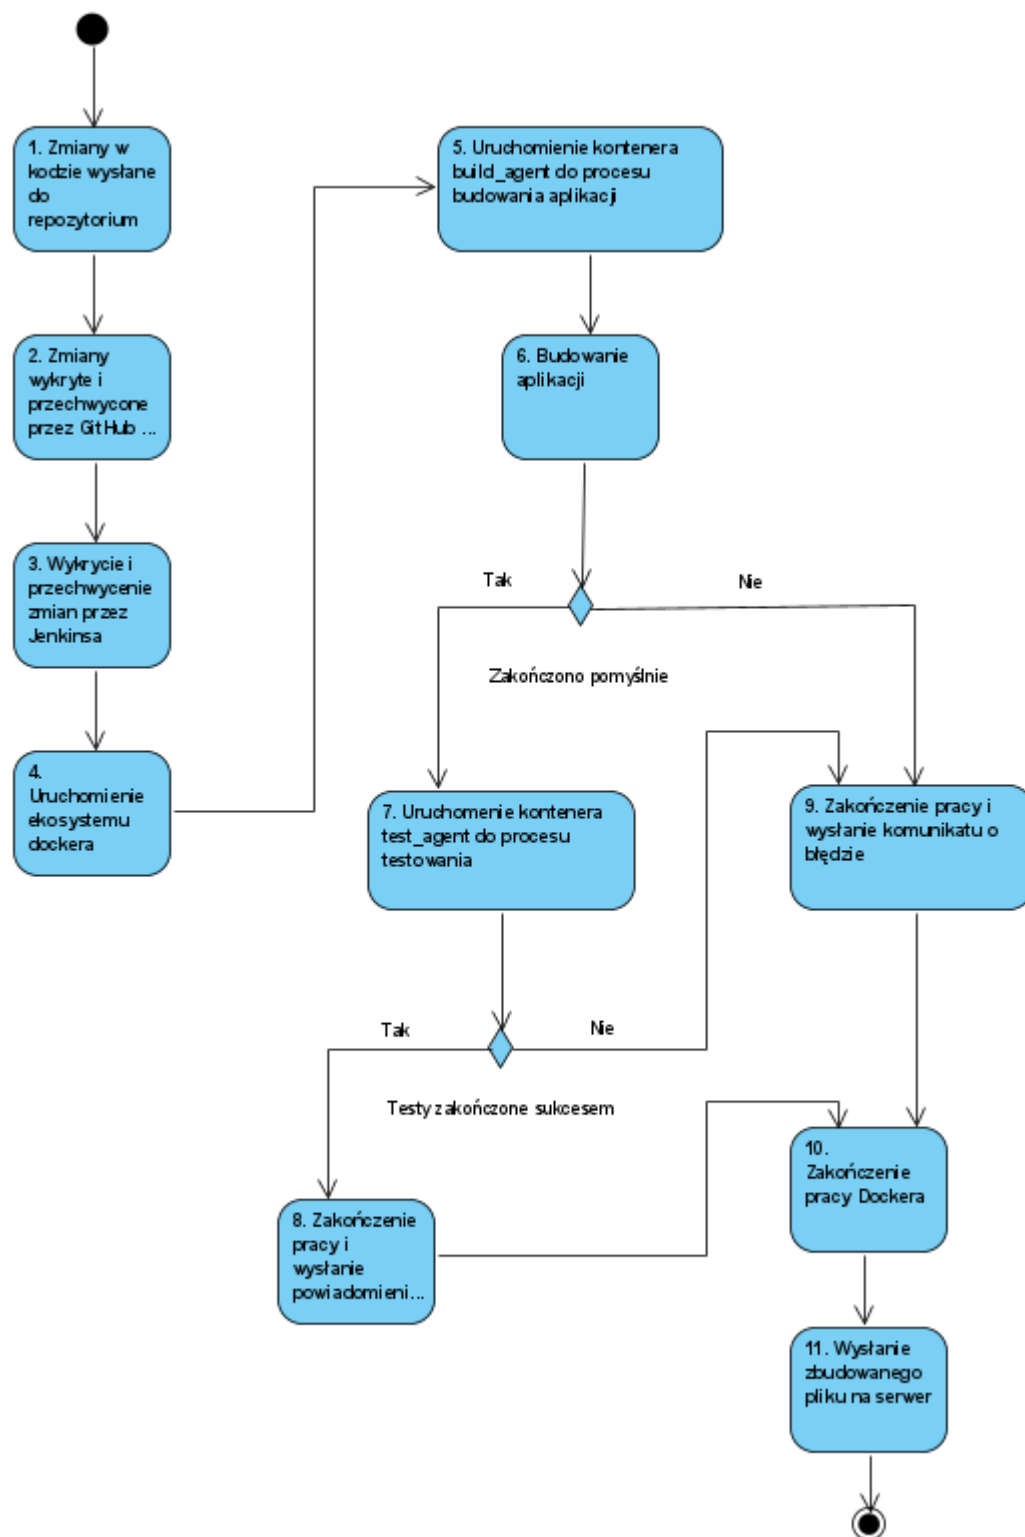 1. Zmiany w
kodzie wysłane
do
repozytorium
2. Zmiany
wykryte i
przechwycone
przez GitHub ...
3. Wykrycie i
przechwycenie
zmian przez
Jenkinsa
4.
Uruchomienie
ekosystemu
dockera
5. Uruchomienie kontenera
build_agent do procesu
budowania aplikacji
6. Budowanie
aplikacji
Tak
Nie
Zakończono pomyślnie
7. Uruchomenie kontenera
test_agent do procesu
testowania
9. Zakończenie pracy i
wysłanie komunikatu o
błędzie
Tak
Nie
Testy zakończone sukcesem
8. Zakończenie
pracy i
wysłanie
powiadomieni...
10.
Zakończenie
pracy Dockera
11. Wysłanie
zbudowanego
pliku na serwer